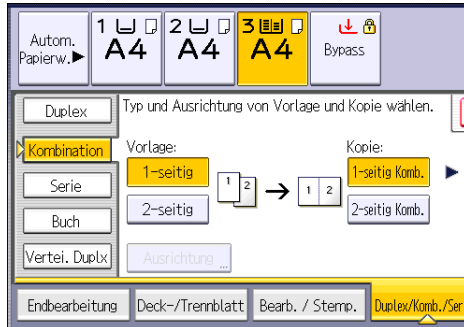 Autom.
Papierw.▶
1
A4
2
A4
3
A4
Bypass
Duplex
Kombination
Serie
Buch
Vertei. Duplx
Typ und Ausrichtung von Vorlage und Kopie wählen.
Vorlage:
1-seitig
2-seitig
1 2 → 1 2
Kopie:
1-seitig Komb.
2-seitig Komb.
Ausrichtung ...
Endbearbeitung
Deck-/Trennblatt
Bearb. / Stemp.
Duplex/Komb./Ser